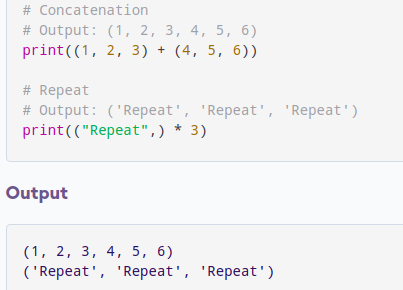 # Concatenation
# Output: (1, 2, 3, 4, 5, 6)
print((1, 2, 3) + (4, 5, 6))
# Repeat
# Output: ('Repeat', 'Repeat', 'Repeat')
print(("Repeat",) * 3)
Output
(1, 2, 3, 4, 5, 6)
('Repeat', 'Repeat', 'Repeat')